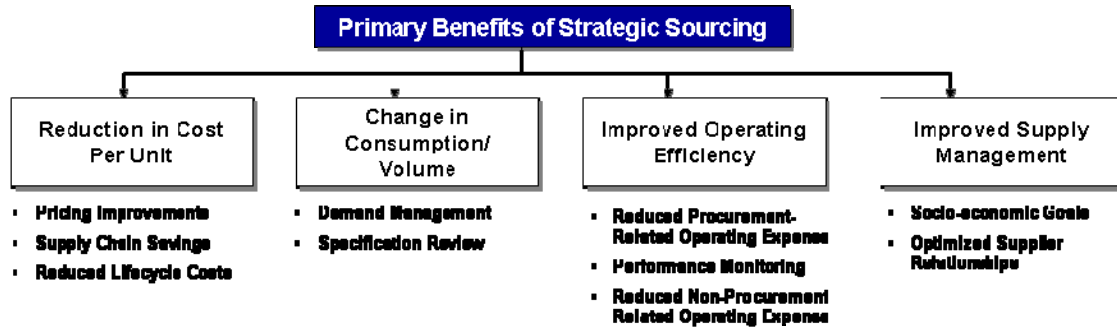 Primary Benefits of Strategic Sourcing
Reduction in Cost
Per Unit
▪ Pricing Improvements
▪ Supply Chain Savings
▪ Reduced Lifecycle Costs
Change in
Consumption/
Volume
▪ Demand Management
▪ Specification Review
Improved Operating
Efficiency
▪ Reduced Procurement-
Related Operating Expense
▪ Performance Monitoring
▪ Reduced Non-Procurement
Related Operating Expense
Improved Supply
Management
▪ Socio-economic Goals
▪ Optimized Supplier
Relationships